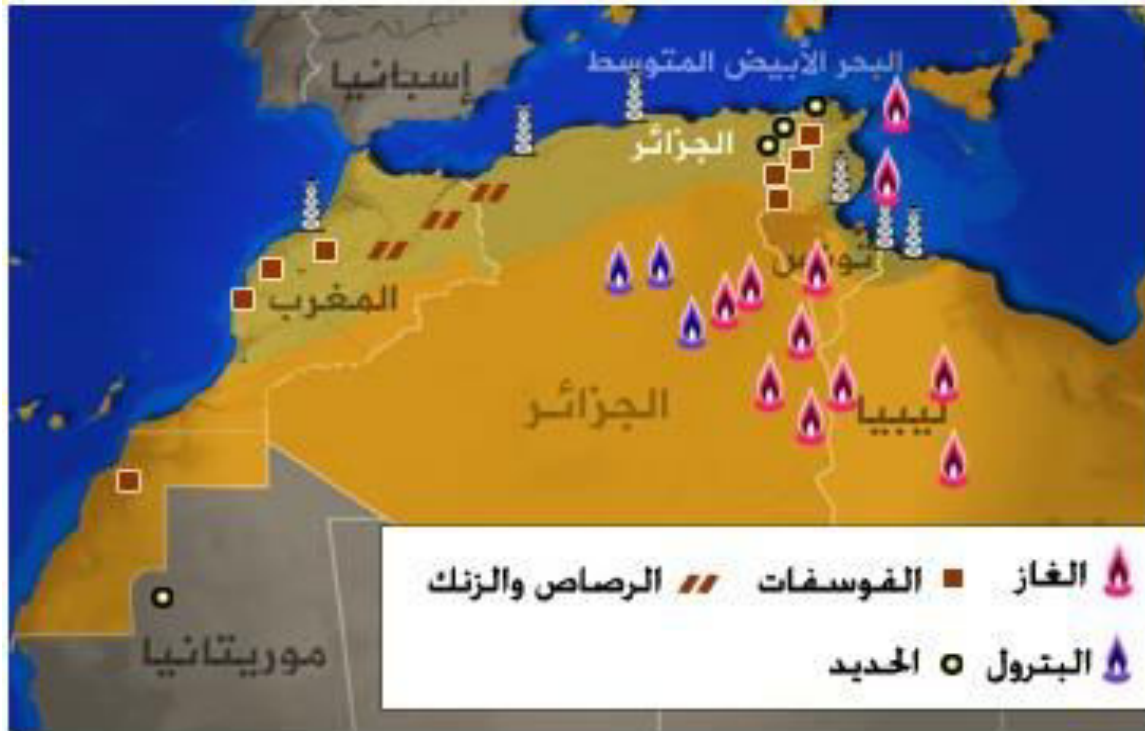 البحر الأبيض المتوسط
إسبانيا
الجزائر
تونس
المغرب
الجزائر
ليبيا
موريتانيا
الغاز
الفوسفات
الرصاص والزنك
البترول
الحديد